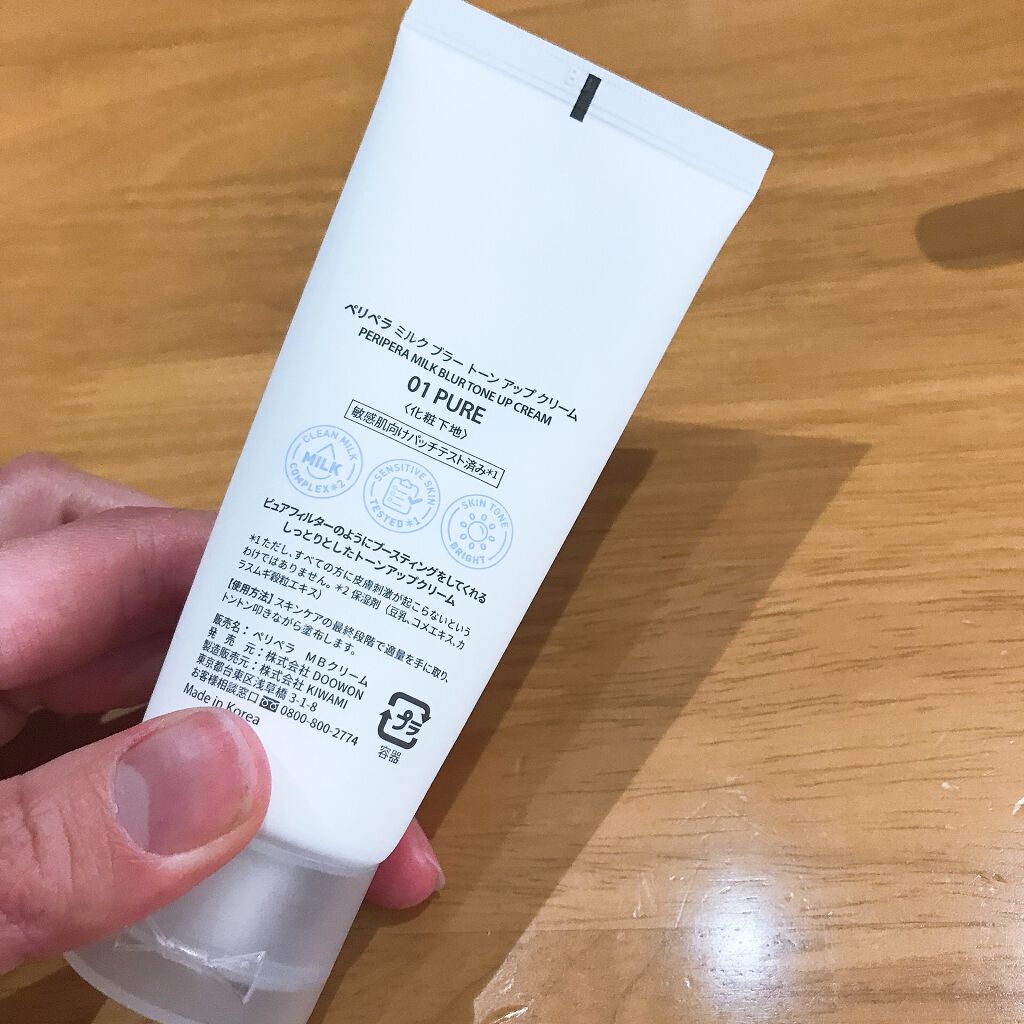 ペリペラ ミルク ブラー トーン アップ クリーム
PERIPERA MILK BLUR TONE UP CREAM
01 PURE
〈化粧下地〉
敏感肌向けパッチテスト済み*1
CLEAN MILK
MILK
COMPLEX*2
SENSITIVE SKIN
TESTED*1
SKIN TONE
BRIGHT
ピュアフィルターのようにブースティングをしてくれる
しっとりとしたトーンアップクリーム
*1 ただし、すべての方に皮膚刺激が起こらないという
わけではありません。*2 保湿剤（豆乳、コメエキス、カ
ラスムギ穀粒エキス）
【使用方法】スキンケアの最終段階で適量を手に取り、
トントン叩きながら塗布します。
販売名：ペリペラ MBクリーム
発売元：株式会社 DOOWON
製造販売元：株式会社 KIWAMI
東京都台東区浅草橋 3-1-8
お客様相談窓口 0800-800-2774
Made in Korea
プラ
容器